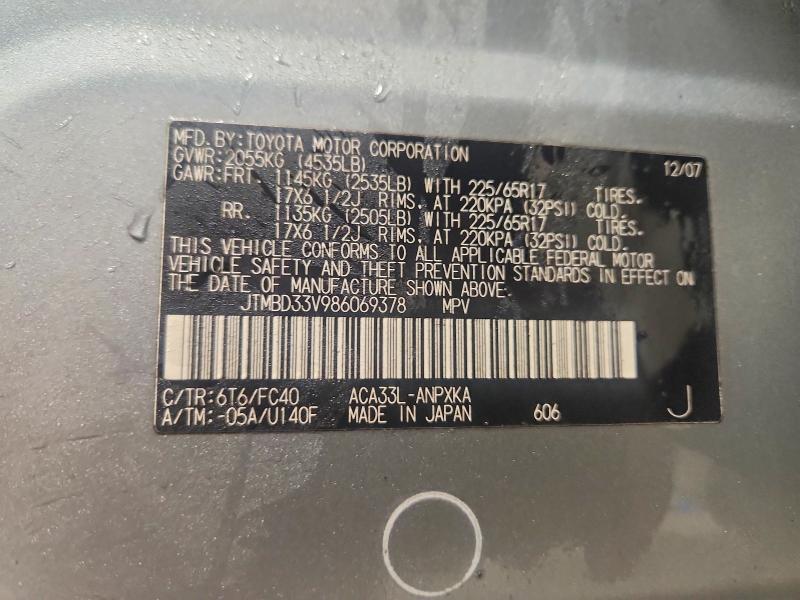 MFD. BY: TOYOTA MOTOR CORPORATION 12/07
GVWR: 2055KG (4535LB)
GAWR: FRT 1145KG (2535LB) WITH 225/65R17 TIRES.
17X6 1/2J RIMS. AT 220KPA (32PSI) COLD.
RR. 1135KG (2505LB) WITH 225/65R17 TIRES.
17X6 1/2J RIMS. AT 220KPA (32PSI) COLD.
THIS VEHICLE CONFORMS TO ALL APPLICABLE FEDERAL MOTOR
VEHICLE SAFETY AND THEFT PREVENTION STANDARDS IN EFFECT ON
THE DATE OF MANUFACTURE SHOWN ABOVE.
JTMBD33V986069378 MPV
C/TR: 6T6/FC40 ACA33L-ANPXKA
A/TM: -05A/U140F MADE IN JAPAN 606 J